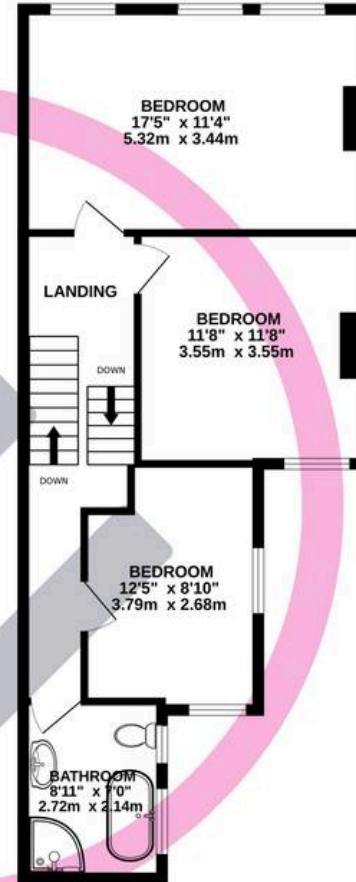 BEDROOM
17'5" x 11'4"
5.32m x 3.44m
LANDING
BEDROOM
11'8" x 11'8"
3.55m x 3.55m
DOWN
DOWN
BEDROOM
12'5" x 8'10"
3.79m x 2.68m
BATHROOM
8'11" x 7'0"
2.72m x 2.14m